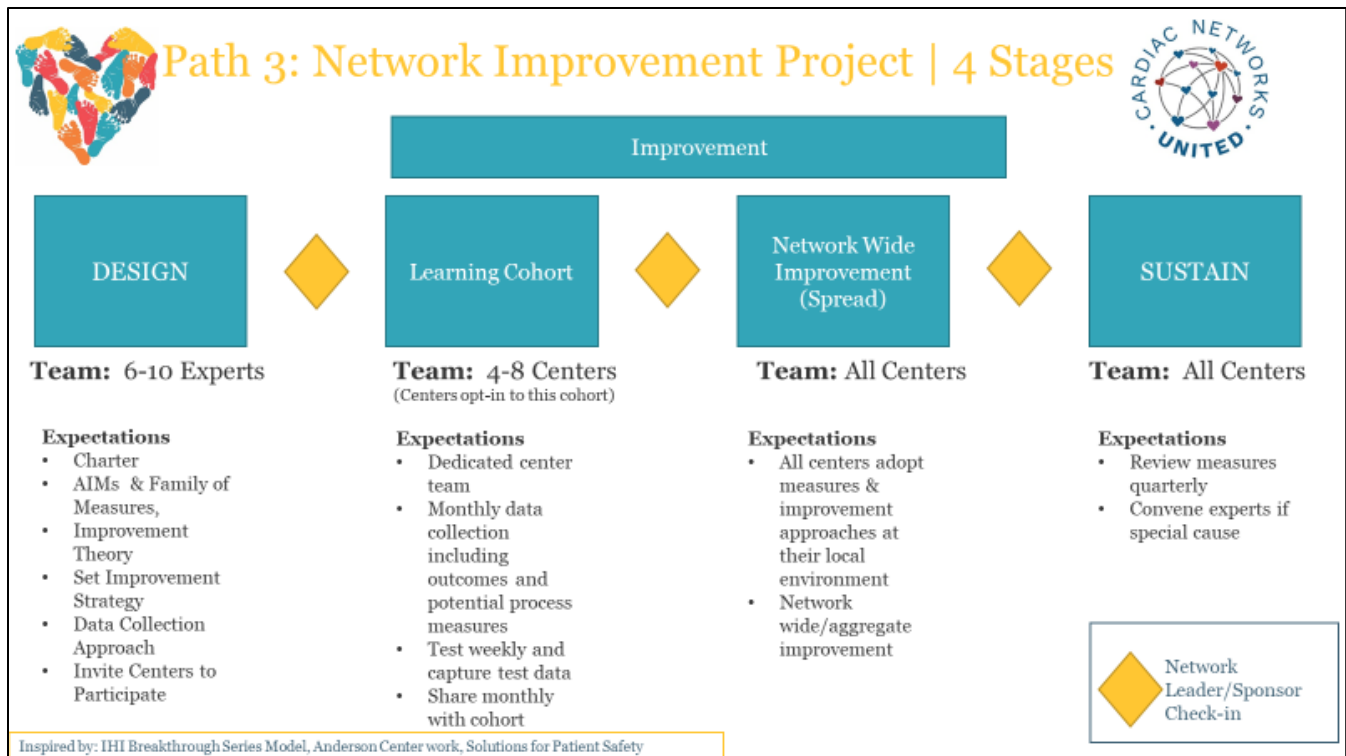 Path 3: Network Improvement Project | 4 Stages
CARDIAC NETWORKS
• UNITED •
Improvement
DESIGN
Learning Cohort
Network Wide
Improvement
(Spread)
SUSTAIN
Team: 6-10 Experts
Expectations
• Charter
• AIMs & Family of
Measures,
• Improvement
Theory
• Set Improvement
Strategy
• Data Collection
Approach
• Invite Centers to
Participate
Team: 4-8 Centers
(Centers opt-in to this cohort)
Expectations
• Dedicated center
team
• Monthly data
collection
including
outcomes and
potential process
measures
• Test weekly and
capture test data
• Share monthly
with cohort
Team: All Centers
Expectations
• All centers adopt
measures &
improvement
approaches at
their local
environment
• Network
wide/aggregate
improvement
Team: All Centers
Expectations
• Review measures
quarterly
• Convene experts if
special cause
Network
Leader/Sponsor
Check-in
Inspired by: IHI Breakthrough Series Model, Anderson Center work, Solutions for Patient Safety